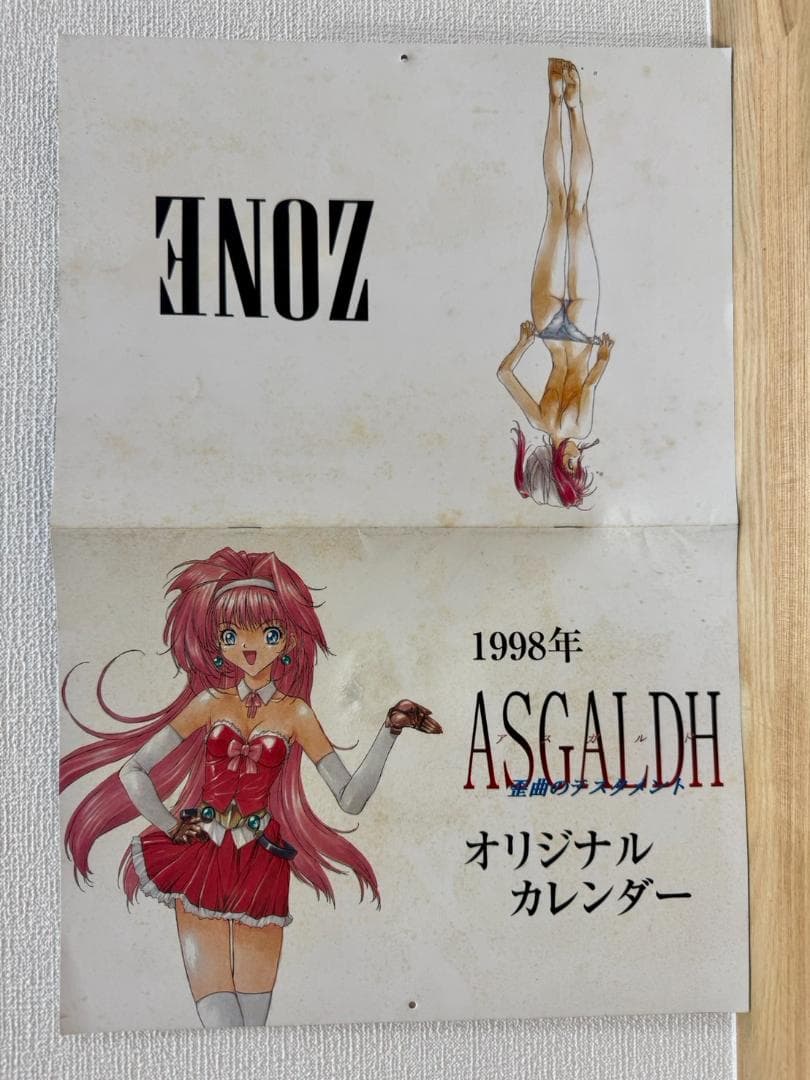 ZONE
1998年
ASGALDH
アスガルド
歪曲のテスタメント
オリジナル
カレンダー